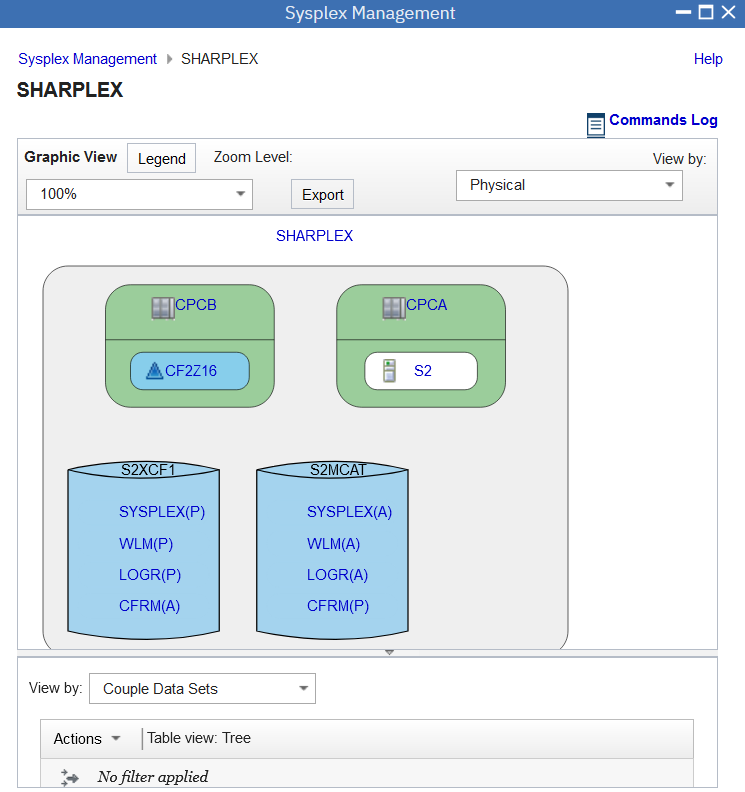 Sysplex Management
Sysplex Management SHARPLEX Help
SHARPLEX
Commands Log
Graphic View Legend Zoom Level: View by:
100% Export Physical
SHARPLEX
CPCB CPCA
CF2Z16 S2
S2XCF1 S2MCAT
SYSPLEX(P) SYSPLEX(A)
WLM(P) WLM(A)
LOGR(P) LOGR(A)
CFRM(A) CFRM(P)
View by: Couple Data Sets
Actions Table view: Tree
No filter applied